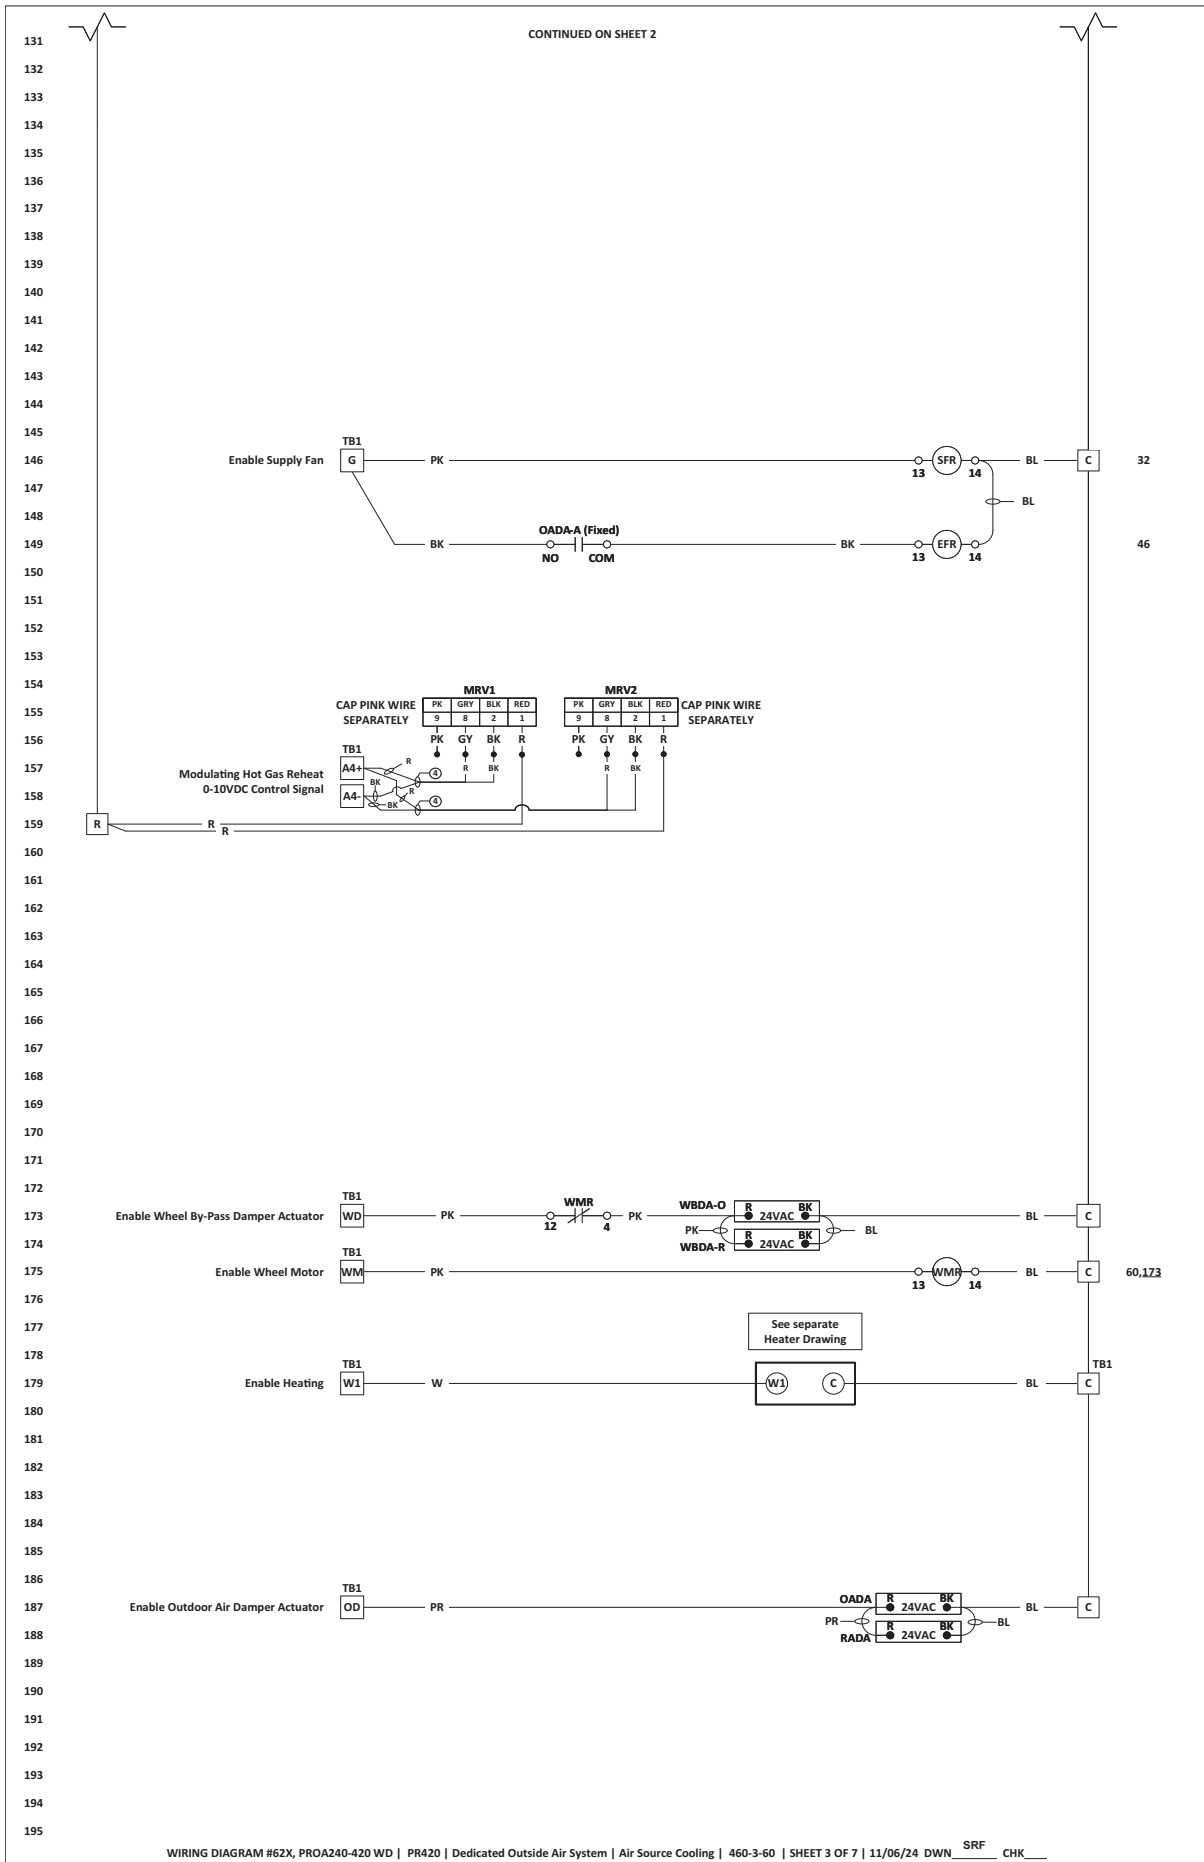 CONTINUED ON SHEET 2
131
132
133
134
135
136
137
138
139
140
141
142
143
144
145
TB1
146 Enable Supply Fan G PK 13 SFR 14 BL C 32
147
BL
148
OADA-A (Fixed)
149 BK NO COM BK 13 EFR 14 46
150
151
152
153
154
MRV1 MRV2
CAP PINK WIRE PK GRY BLK RED PK GRY BLK RED CAP PINK WIRE
155 SEPARATELY 9 8 2 1 9 8 2 1 SEPARATELY
156 PK GY BK R PK GY BK R
TB1
157 A4+ R 4 R BK R BK
Modulating Hot Gas Reheat
0-10VDC Control Signal
BK R
158 A4- BK 4
159 R R
R
160
161
162
163
164
165
166
167
168
169
170
171
172
TB1 WMR WBDA-O R BK
173 Enable Wheel By-Pass Damper Actuator WD PK 12 4 PK 24VAC BL C
PK BL
174 WBDA-R R 24VAC BK
TB1
175 Enable Wheel Motor WM PK 13 WMR 14 BL C 60,173
176
177 See separate
Heater Drawing
178
TB1 TB1
179 Enable Heating W1 W W1 C BL C
180
181
182
183
184
185
186
TB1 OADA R BK
187 Enable Outdoor Air Damper Actuator OD PR 24VAC BL C
PR BL
188 RADA R 24VAC BK
189
190
191
192
193
194
195
WIRING DIAGRAM #62X, PROA240-420 WD | PR420 | Dedicated Outside Air System | Air Source Cooling | 460-3-60 | SHEET 3 OF 7 | 11/06/24 DWN SRF CHK